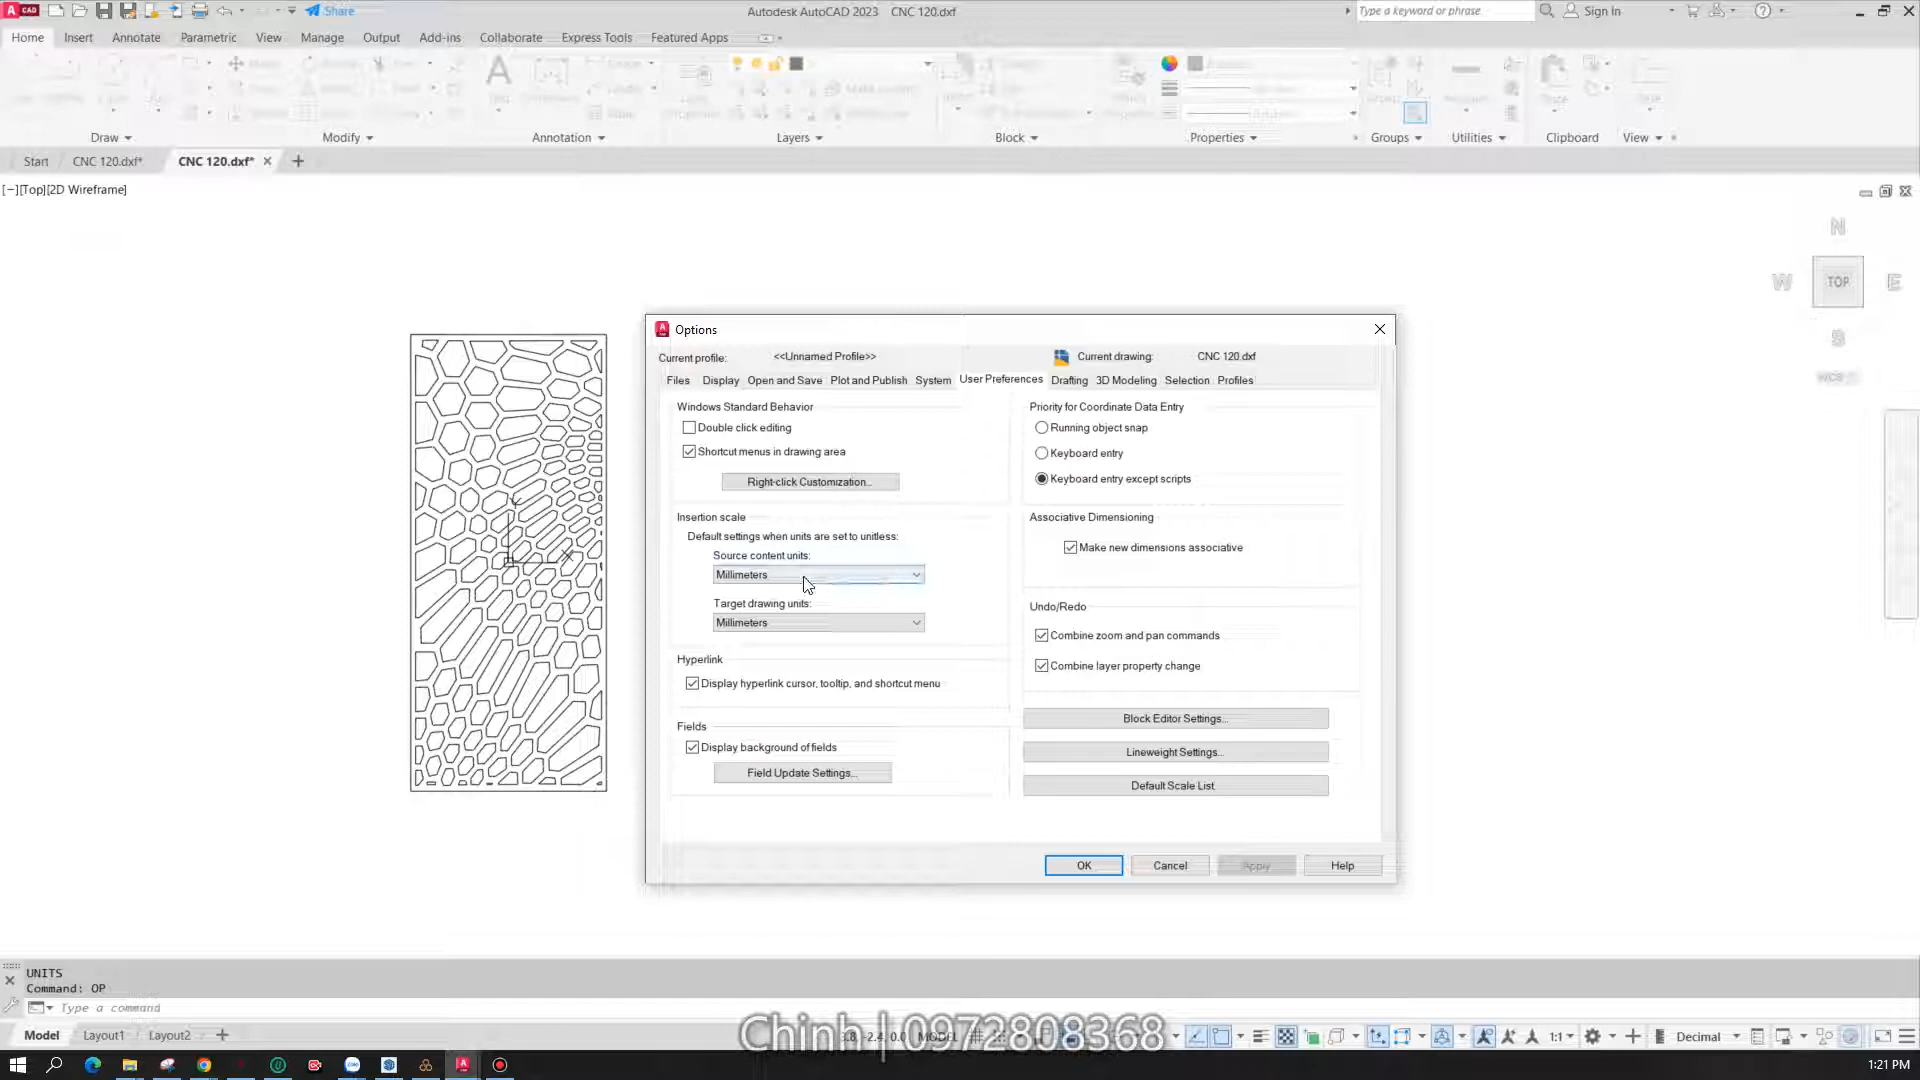 CAD
Share
Autodesk AutoCAD 2023 CNC 120.dxf
Type a keyword or phrase
Sign In
Home Insert Annotate Parametric View Manage Output Add-ins Collaborate Express Tools Featured Apps
Draw Modify Annotation Layers Block Properties Groups Utilities Clipboard View
Start CNC 120.dxf* CNC 120.dxf*
[−][Top][2D Wireframe]
N
W TOP E
S
WCS
Options
Current profile: <<Unnamed Profile>> Current drawing: CNC 120.dxf
Files Display Open and Save Plot and Publish System User Preferences Drafting 3D Modeling Selection Profiles
Windows Standard Behavior
Double click editing
Shortcut menus in drawing area
Right-click Customization...
Insertion scale
Default settings when units are set to unitless:
Source content units:
Millimeters
Target drawing units:
Millimeters
Hyperlink
Display hyperlink cursor, tooltip, and shortcut menu
Fields
Display background of fields
Field Update Settings...
Priority for Coordinate Data Entry
Running object snap
Keyboard entry
Keyboard entry except scripts
Associative Dimensioning
Make new dimensions associative
Undo/Redo
Combine zoom and pan commands
Combine layer property change
Block Editor Settings...
Lineweight Settings...
Default Scale List
OK Cancel Apply Help
UNITS
Command: OP
Type a command
Model Layout1 Layout2
MODEL
1:1
Decimal
Chinh | 0972808368
1:21 PM